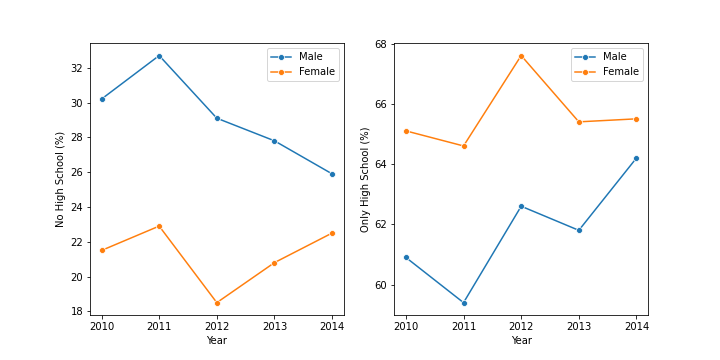 No High School (%)
32
30
28
26
24
22
20
18
2010 2011 2012 2013 2014
Year
Male
Female
Only High School (%)
68
66
64
62
60
2010 2011 2012 2013 2014
Year
Male
Female